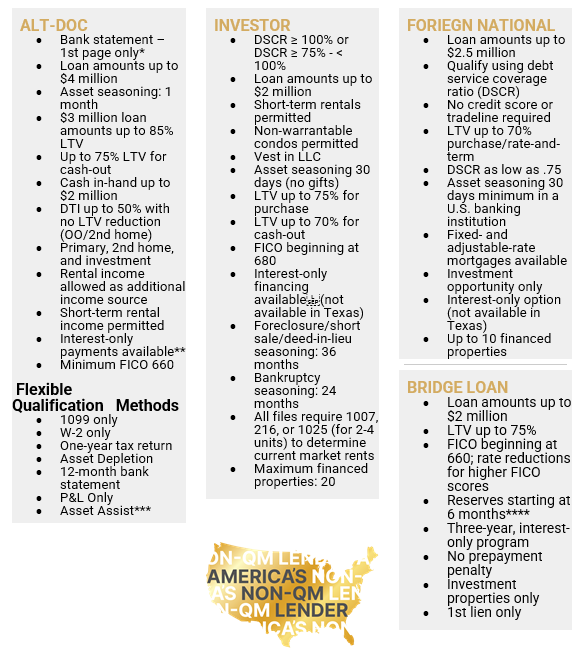 ALT-DOC
• Bank statement –
1st page only*
• Loan amounts up to
$4 million
• Asset seasoning: 1
month
• $3 million loan
amounts up to 85%
LTV
• Up to 75% LTV for
cash-out
• Cash in-hand up to
$2 million
• DTI up to 50% with
no LTV reduction
(OO/2nd home)
• Primary, 2nd home,
and investment
• Rental income
allowed as additional
income source
• Short-term rental
income permitted
• Interest-only
payments available**
• Minimum FICO 660
Flexible
Qualification Methods
• 1099 only
• W-2 only
• One-year tax return
• Asset Depletion
• 12-month bank
statement
• P&L Only
• Asset Assist***
INVESTOR
• DSCR ≥ 100% or
DSCR ≥ 75% - <
100%
• Loan amounts up to
$2 million
• Short-term rentals
permitted
• Non-warrantable
condos permitted
• Vest in LLC
• Asset seasoning 30
days (no gifts)
• LTV up to 75% for
purchase
• LTV up to 70% for
cash-out
• FICO beginning at
680
• Interest-only
financing
available (not
available in Texas)
• Foreclosure/short
sale/deed-in-lieu
seasoning: 36
months
• Bankruptcy
seasoning: 24
months
• All files require 1007,
216, or 1025 (for 2-4
units) to determine
current market rents
• Maximum financed
properties: 20
ON-QM LEND
AMERICA'S NON-
AS NON-QM LEN
N-QM LENDER
ERICA'S NON
FORIEGN NATIONAL
• Loan amounts up to
$2.5 million
• Qualify using debt
service coverage
ratio (DSCR)
• No credit score or
tradeline required
• LTV up to 70%
purchase/rate-and-
term
• DSCR as low as .75
• Asset seasoning 30
days minimum in a
U.S. banking
institution
• Fixed- and
adjustable-rate
mortgages available
• Investment
opportunity only
• Interest-only option
(not available in
Texas)
• Up to 10 financed
properties
BRIDGE LOAN
• Loan amounts up to
$2 million
• LTV up to 75%
• FICO beginning at
660; rate reductions
for higher FICO
scores
• Reserves starting at
6 months****
• Three-year, interest-
only program
• No prepayment
penalty
• Investment
properties only
• 1st lien only